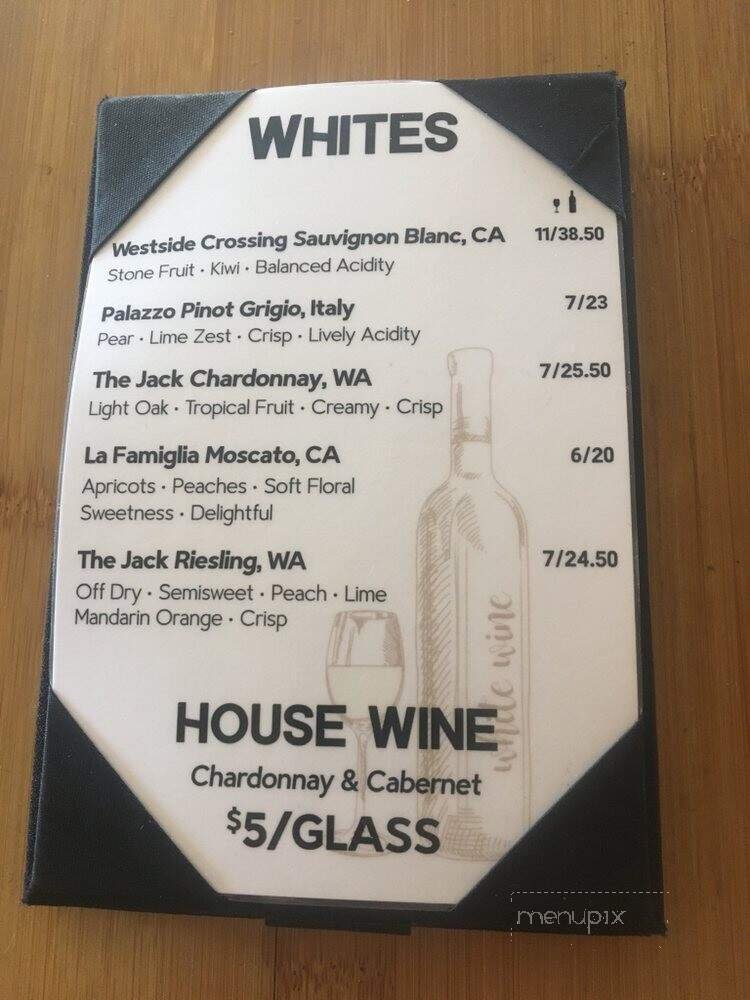 WHITES
Westside Crossing Sauvignon Blanc, CA 11/38.50
Stone Fruit · Kiwi · Balanced Acidity
Palazzo Pinot Grigio, Italy 7/23
Pear · Lime Zest · Crisp · Lively Acidity
The Jack Chardonnay, WA 7/25.50
Light Oak · Tropical Fruit · Creamy · Crisp
La Famiglia Moscato, CA 6/20
Apricots · Peaches · Soft Floral
Sweetness · Delightful
The Jack Riesling, WA 7/24.50
Off Dry · Semisweet · Peach · Lime
Mandarin Orange · Crisp
white wine
HOUSE WINE
Chardonnay & Cabernet
$5/GLASS
menupix